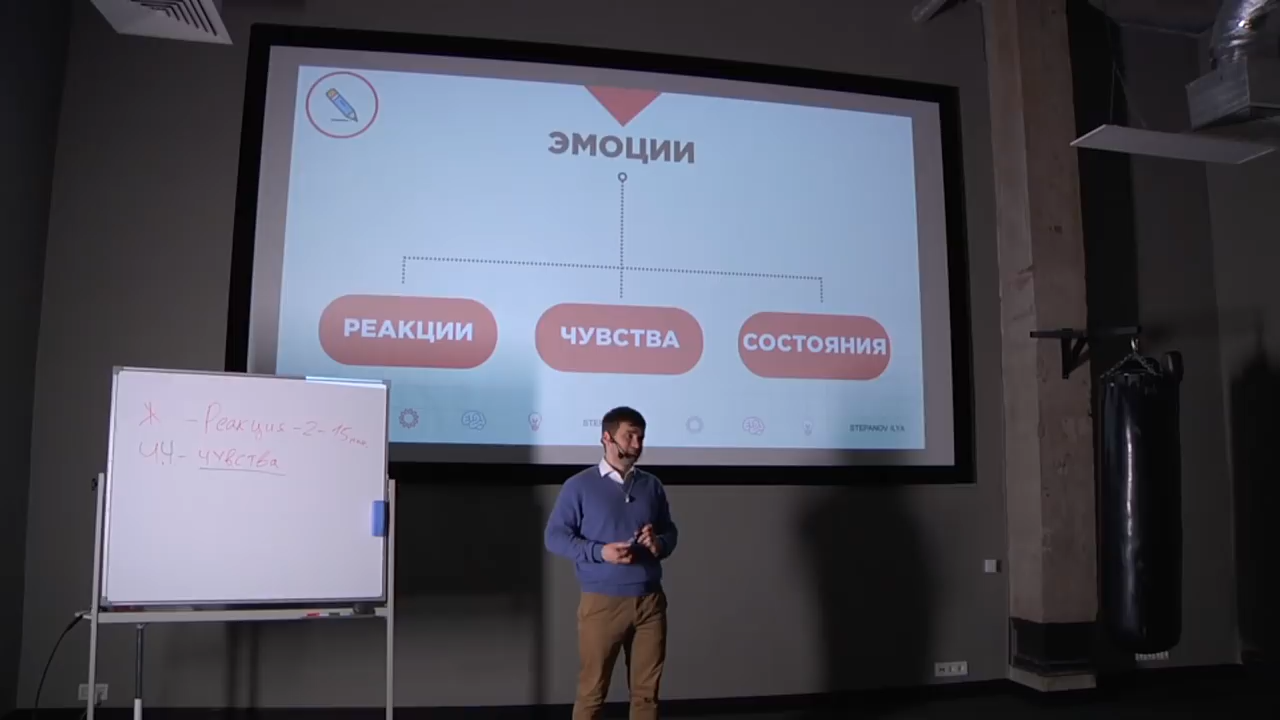 ЭМОЦИИ
РЕАКЦИИ ЧУВСТВА СОСТОЯНИЯ
STEPANOV ILYA
Ж - Реакция - 2 - 15
ЧЧ - чувства